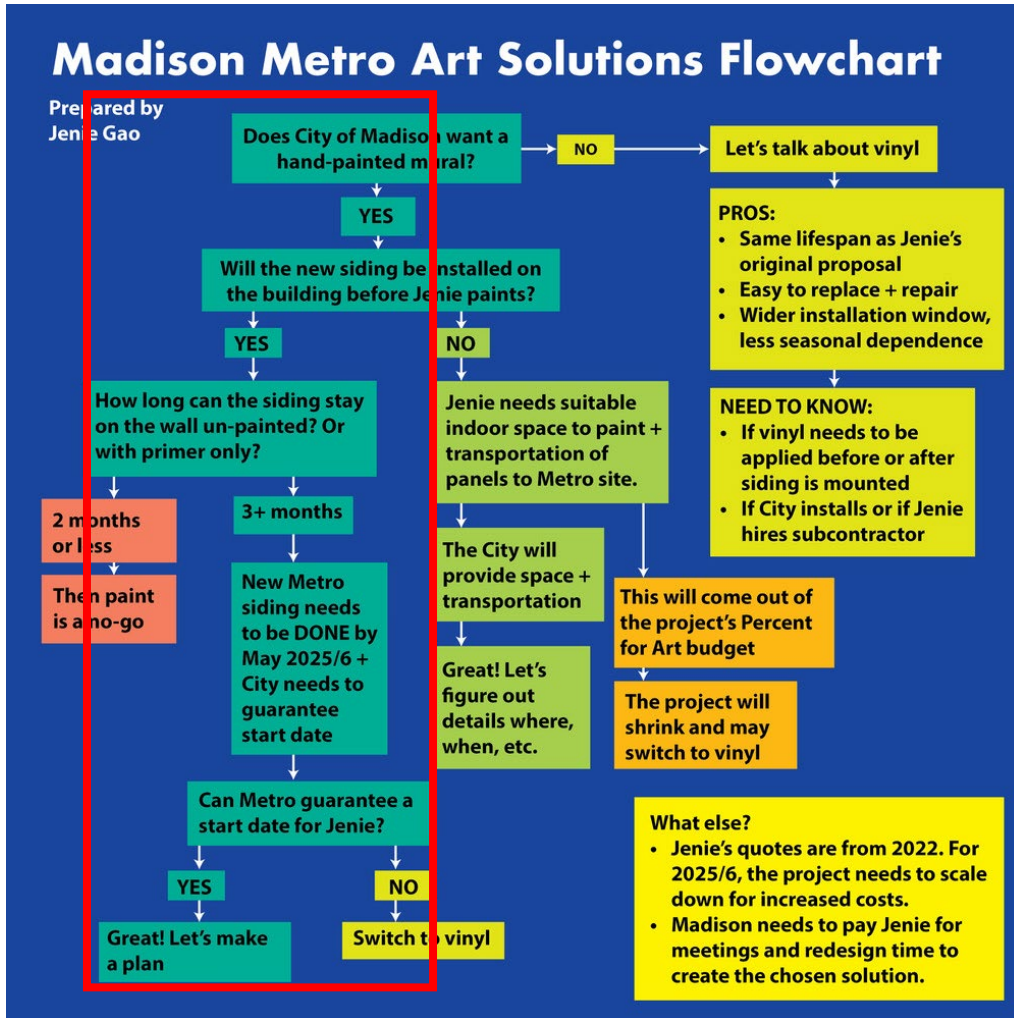 Madison Metro Art Solutions Flowchart
Prepared by
Jenie Gao
Does City of Madison want a
hand-painted mural?
NO
Let's talk about vinyl
YES
PROS:
• Same lifespan as Jenie's
original proposal
• Easy to replace + repair
• Wider installation window,
less seasonal dependence
Will the new siding be installed on
the building before Jenie paints?
YES
NO
How long can the siding stay
on the wall un-painted? Or
with primer only?
Jenie needs suitable
indoor space to paint +
transportation of
panels to Metro site.
NEED TO KNOW:
• If vinyl needs to be
applied before or after
siding is mounted
• If City installs or if Jenie
hires subcontractor
2 months
or less
3+ months
Then paint
is a no-go
The City will
provide space +
transportation
New Metro
siding needs
to be DONE by
May 2025/6 +
City needs to
guarantee
start date
This will come out of
the project's Percent
for Art budget
Great! Let's
figure out
details where,
when, etc.
The project will
shrink and may
switch to vinyl
Can Metro guarantee a
start date for Jenie?
YES
NO
Great! Let's make
a plan
Switch to vinyl
What else?
• Jenie's quotes are from 2022. For
2025/6, the project needs to scale
down for increased costs.
• Madison needs to pay Jenie for
meetings and redesign time to
create the chosen solution.